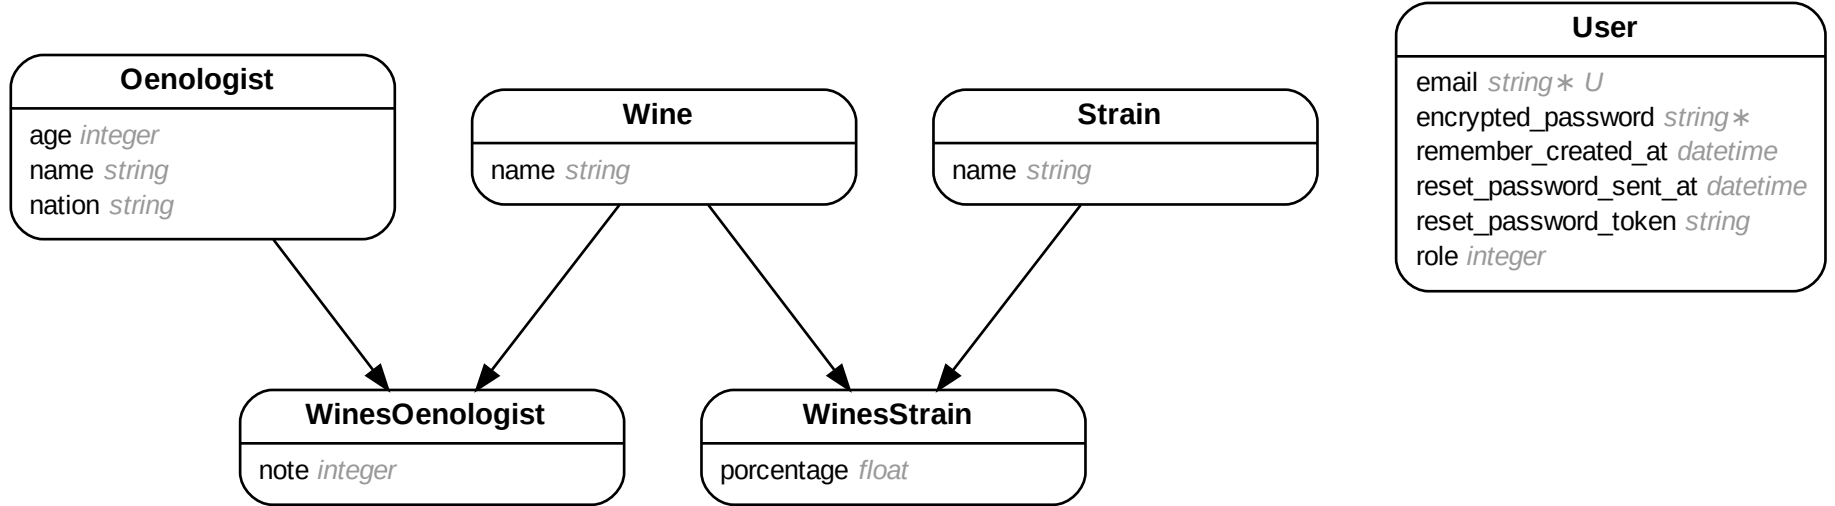 Oenologist
age integer
name string
nation string
Wine
name string
Strain
name string
User
email string∗ U
encrypted_password string∗
remember_created_at datetime
reset_password_sent_at datetime
reset_password_token string
role integer
WinesOenologist
note integer
WinesStrain
porcentage float